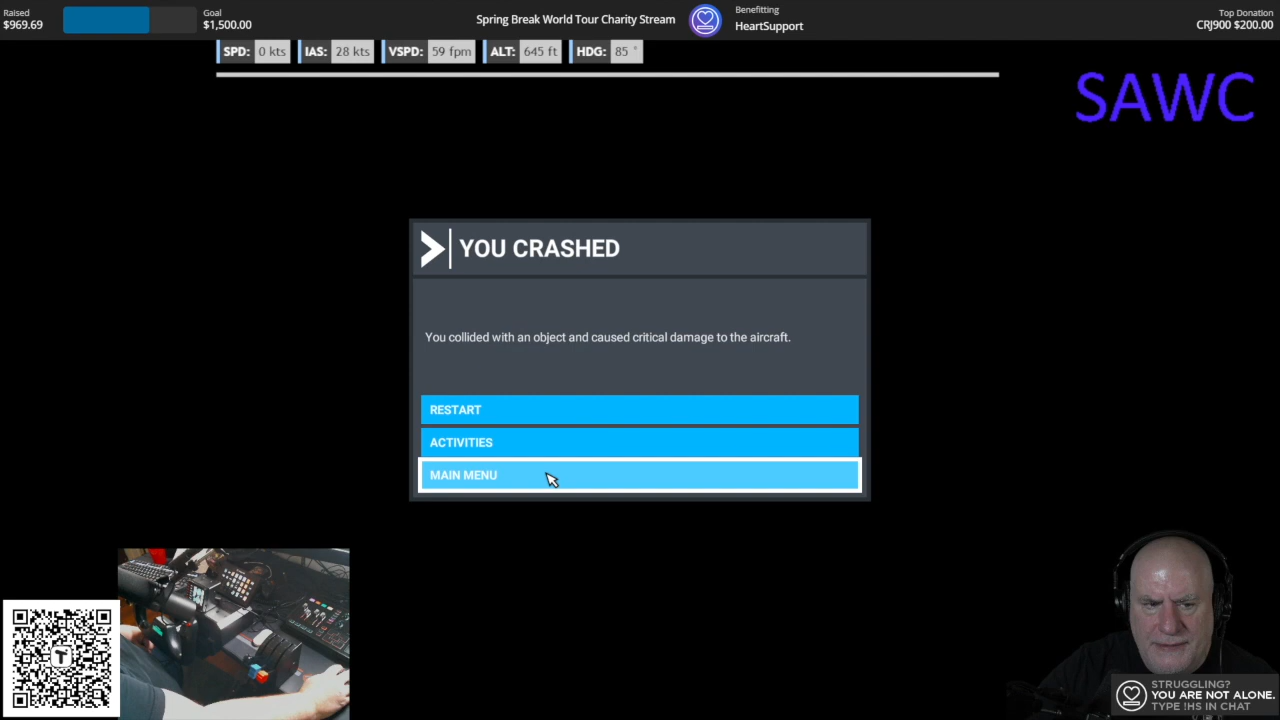 Raised
$969.69
Goal
$1,500.00
Spring Break World Tour Charity Stream
Benefitting
HeartSupport
Top Donation
CRJ900 $200.00
SPD: 0 kts IAS: 28 kts VSPD: 59 fpm ALT: 645 ft HDG: 85 °
SAWC
YOU CRASHED
You collided with an object and caused critical damage to the aircraft.
RESTART
ACTIVITIES
MAIN MENU
T
STRUGGLING?
YOU ARE NOT ALONE.
TYPE !HS IN CHAT